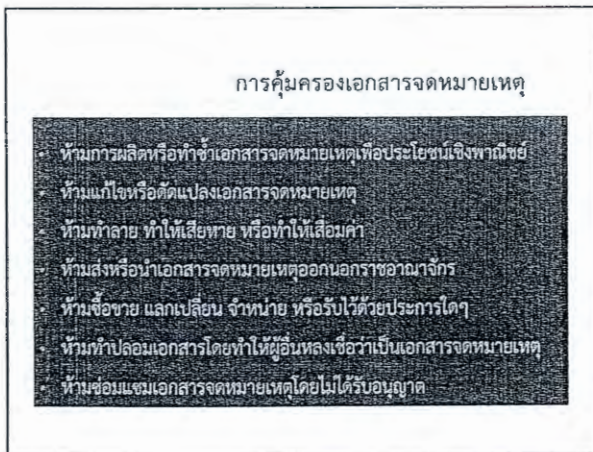 การคุ้มครองเอกสารจดหมายเหตุ
• ห้ามการผลิตหรือทำซ้ำเอกสารจดหมายเหตุเพื่อประโยชน์เชิงพาณิชย์
• ห้ามแก้ไขหรือดัดแปลงเอกสารจดหมายเหตุ
• ห้ามทำลาย ทำให้เสียหาย หรือทำให้เสื่อมค่า
• ห้ามส่งหรือนำเอกสารจดหมายเหตุออกนอกราชอาณาจักร
• ห้ามซื้อขาย แลกเปลี่ยน จำหน่าย หรือรับไว้ด้วยประการใดๆ
• ห้ามทำปลอมเอกสารโดยทำให้ผู้อื่นหลงเชื่อว่าเป็นเอกสารจดหมายเหตุ
• ห้ามซ่อมแซมเอกสารจดหมายเหตุโดยไม่ได้รับอนุญาต